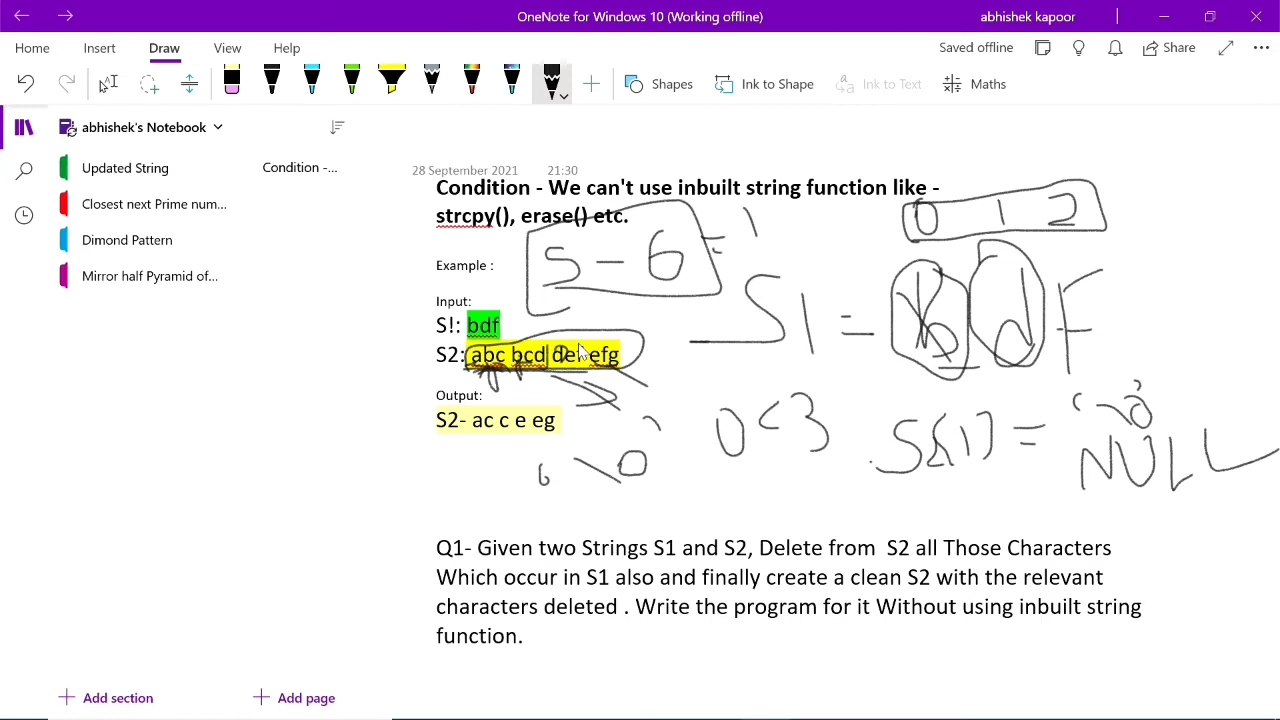 OneNote for Windows 10 (Working offline)
abhishek kapoor
Home Insert Draw View Help
Saved offline
Share
Shapes
Ink to Shape
Ink to Text
Maths
abhishek's Notebook
Updated String
Closest next Prime num...
Dimond Pattern
Mirror half Pyramid of...
Condition -...
28 September 2021 21:30
Condition - We can't use inbuilt string function like -
strcpy(), erase() etc.
0 1 2
5 - 6 =
Example :
Input:
S!: bdf
S1 = b d F
S2: abc bcd def efg
Output:
S2- ac c e eg
0 < 3
S[1] = '\0'
NULL
'\0'
Q1- Given two Strings S1 and S2, Delete from S2 all Those Characters
Which occur in S1 also and finally create a clean S2 with the relevant
characters deleted . Write the program for it Without using inbuilt string
function.
Add section
Add page